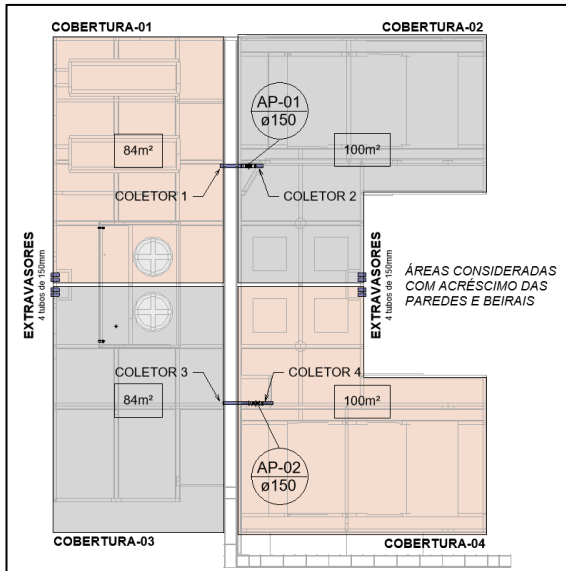 COBERTURA-01
COBERTURA-02
AP-01
ø150
84m²
100m²
COLETOR 1
COLETOR 2
EXTRAVASORES
4 tubos de 150mm
EXTRAVASORES
4 tubos de 150mm
ÁREAS CONSIDERADAS
COM ACRÉSCIMO DAS
PAREDES E BEIRAIS
COLETOR 3
COLETOR 4
84m²
100m²
AP-02
ø150
COBERTURA-03
COBERTURA-04